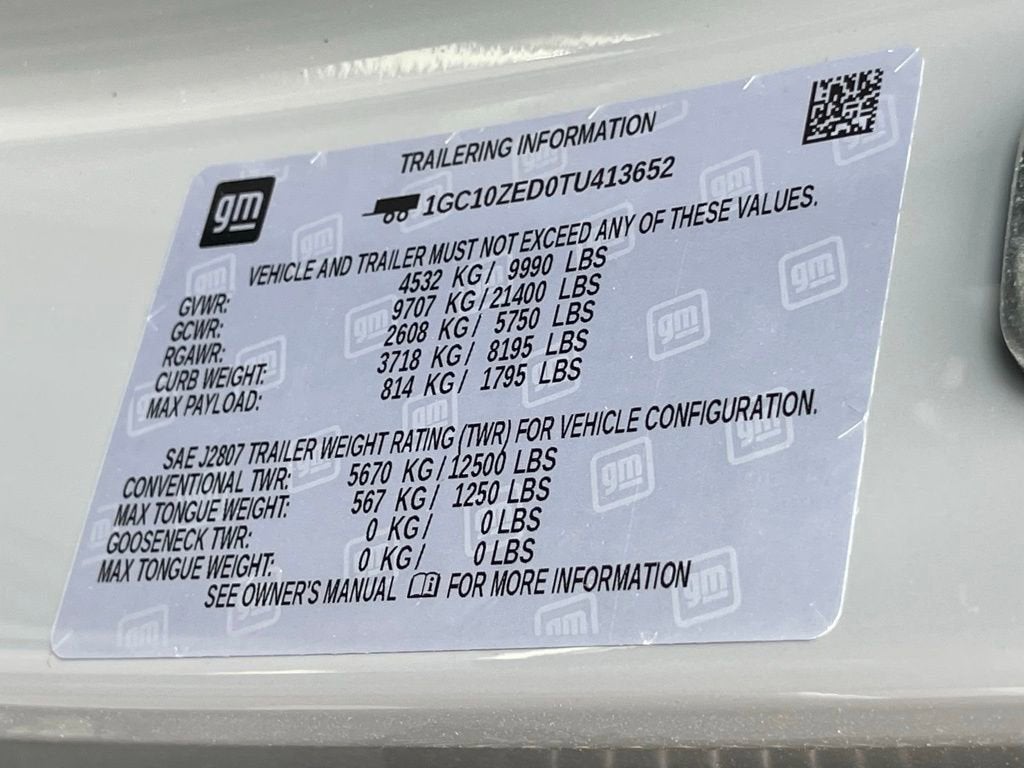 gm
TRAILERING INFORMATION
1GC10ZED0TU413652
VEHICLE AND TRAILER MUST NOT EXCEED ANY OF THESE VALUES.
GVWR: 4532 KG/ 9990 LBS
GCWR: 9707 KG/21400 LBS
RGAWR: 2608 KG/ 5750 LBS
CURB WEIGHT: 3718 KG/ 8195 LBS
MAX PAYLOAD: 814 KG/ 1795 LBS
SAE J2807 TRAILER WEIGHT RATING (TWR) FOR VEHICLE CONFIGURATION.
CONVENTIONAL TWR: 5670 KG/12500 LBS
MAX TONGUE WEIGHT: 567 KG/ 1250 LBS
GOOSENECK TWR: 0 KG/ 0 LBS
MAX TONGUE WEIGHT: 0 KG/ 0 LBS
SEE OWNER'S MANUAL FOR MORE INFORMATION